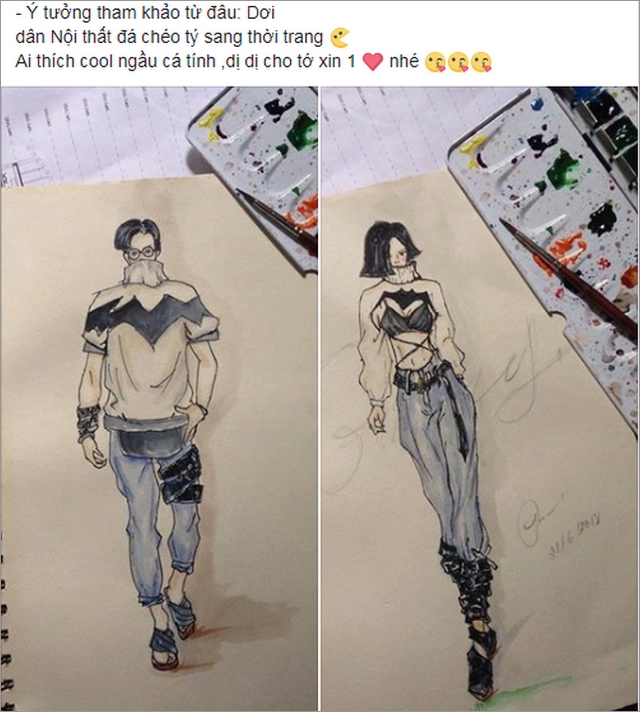 - Ý tưởng tham khảo từ đâu: Dơi
dân Nội thất đá chéo tý sang thời trang
Ai thích cool ngầu cá tính ,dị dị cho tớ xin 1 ❤ nhé 😘😘😘